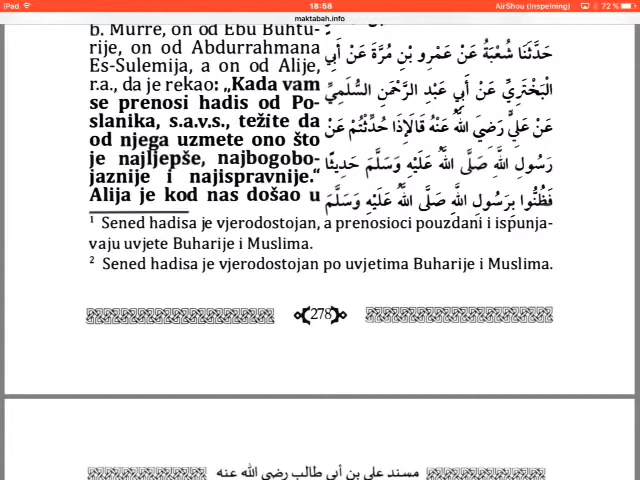 iPad 18:58 AirShou (Inspelning) 72 %
maktabah.info
b. Murre, on od Ebu Buhtu-
rije, on od Abdurrahmana
Es-Sulemija, a on od Alije,
r.a., da je rekao: „Kada vam
se prenosi hadis od Po-
slanika, s.a.v.s., težite da
od njega uzmete ono što
je najljepše, najbogobo-
jaznije i najispravnije.“
Alija je kod nas došao u
حَدَّثَنَا شُعْبَةُ عَنْ عَمْرِو بْنِ مُرَّةَ عَنْ أَبِي
الْبَخْتَرِيِّ عَنْ أَبِي عَبْدِ الرَّحْمَنِ السُّلَمِيِّ
عَنْ عَلِيٍّ رَضِيَ اللَّهُ عَنْهُ قَالَإِذَا حُدِّثْتُمْ عَنْ
رَسُولِ اللَّهِ صَلَّى اللَّهُ عَلَيْهِ وَسَلَّمَ حَدِيثًا
فَظُنُّوا بِرَسُولِ اللَّهِ صَلَّى اللَّهُ عَلَيْهِ وَسَلَّمَ
1 Sened hadisa je vjerodostojan, a prenosioci pouzdani i ispunja-
vaju uvjete Buharije i Muslima.
2 Sened hadisa je vjerodostojan po uvjetima Buharije i Muslima.
278
مسند علي بن أبي طالب رضي الله عنه